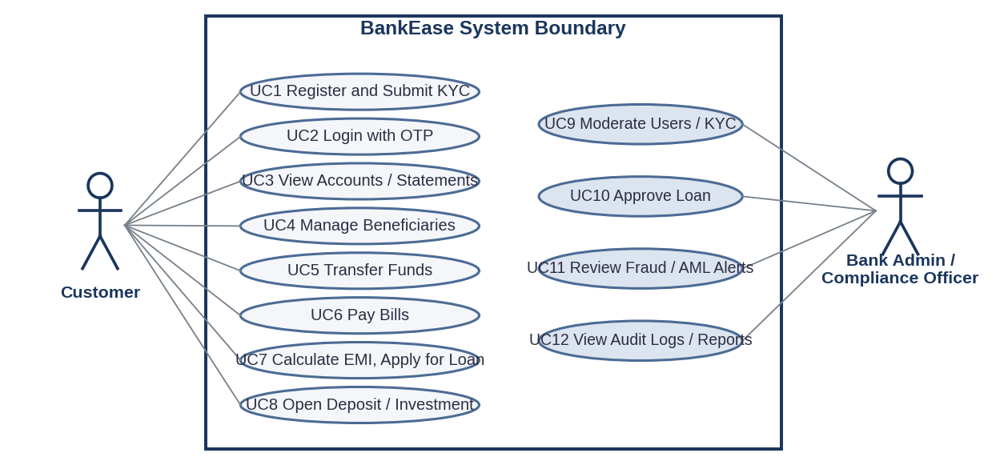 BankEase System Boundary
UC1 Register and Submit KYC
UC2 Login with OTP
UC3 View Accounts / Statements
UC4 Manage Beneficiaries
UC5 Transfer Funds
UC6 Pay Bills
UC7 Calculate EMI, Apply for Loan
UC8 Open Deposit / Investment
UC9 Moderate Users / KYC
UC10 Approve Loan
UC11 Review Fraud / AML Alerts
UC12 View Audit Logs / Reports
Customer
Bank Admin /
Compliance Officer